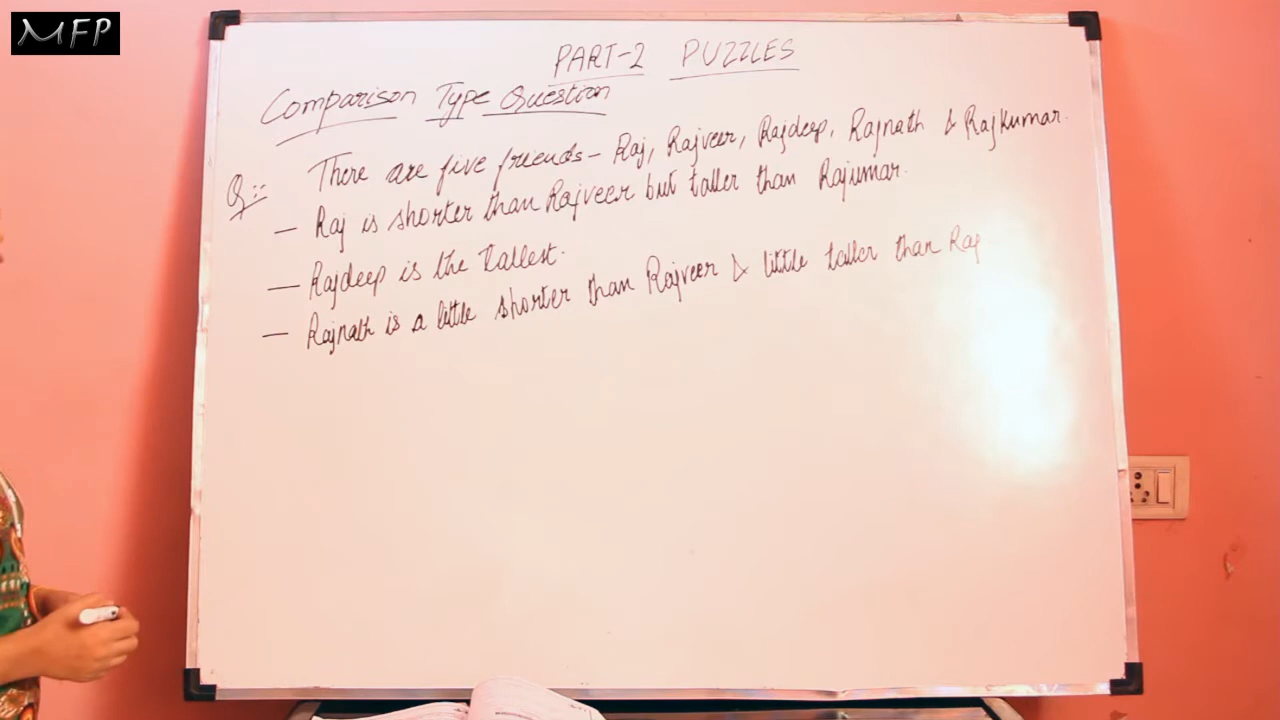 MFP
PART-2 PUZZLES
Comparison Type Question
Q:- There are five friends - Raj, Rajveer, Rajdeep, Rajnath & Rajkumar.
- Raj is shorter than Rajveer but taller than Rajumar.
- Rajdeep is the tallest.
- Rajnath is a little shorter than Rajveer & little taller than Raj